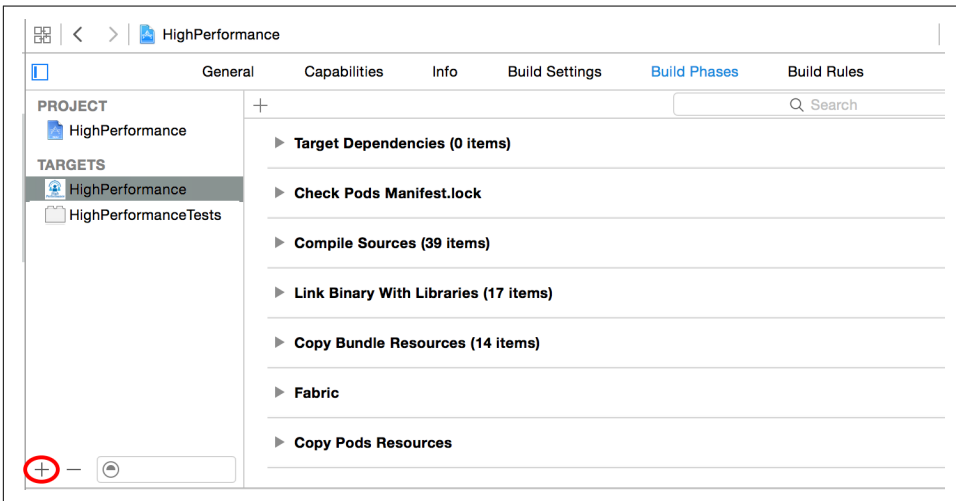 HighPerformance
General Capabilities Info Build Settings Build Phases Build Rules
PROJECT
HighPerformance
TARGETS
HighPerformance
HighPerformanceTests
Search
Target Dependencies (0 items)
Check Pods Manifest.lock
Compile Sources (39 items)
Link Binary With Libraries (17 items)
Copy Bundle Resources (14 items)
Fabric
Copy Pods Resources